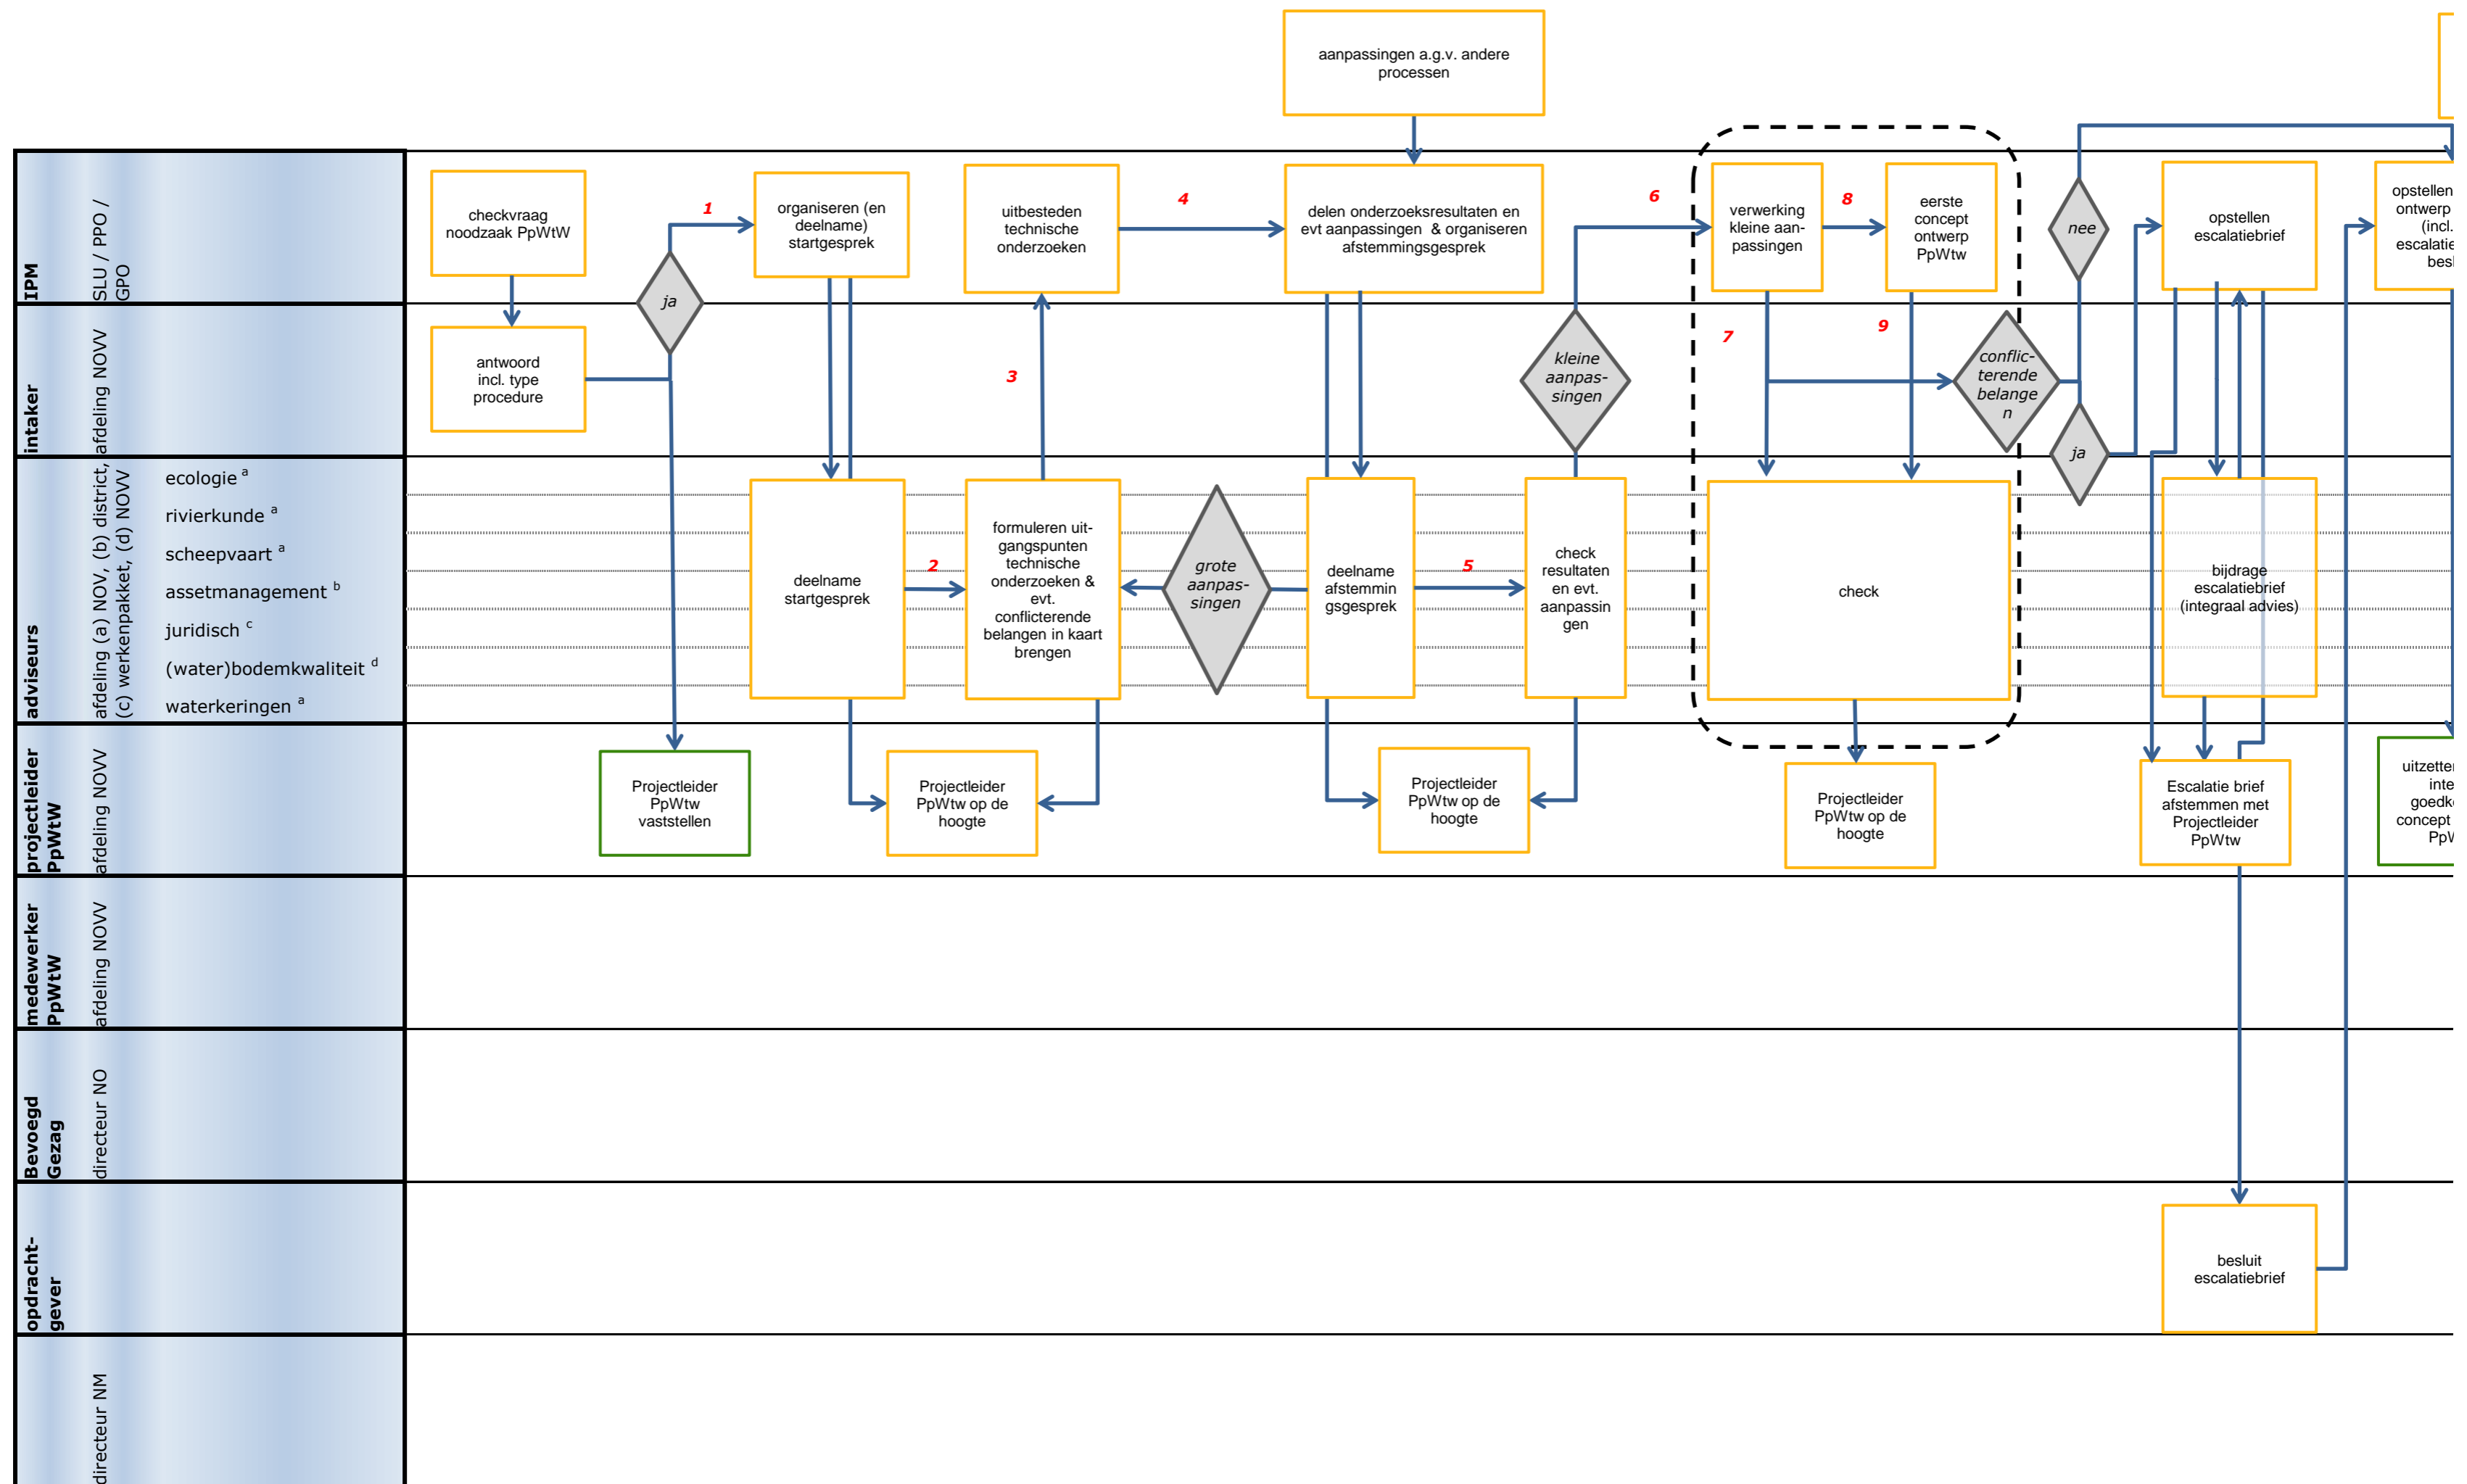 aanpassingen a.g.v. andere
processen
IPM
SLU / PPO /
GPO
checkvraag
noodzaak PpWtW
ja
1
organiseren (en
deelname)
startgesprek
uitbesteden
technische
onderzoeken
4
delen onderzoeksresultaten en
evt aanpassingen & organiseren
afstemmingsgesprek
6
verwerking
kleine aan-
passingen
8
eerste
concept
ontwerp
PpWtw
nee
opstellen
escalatiebrief
opstellen
ontwerp
(incl.
intaker
afdeling NOVV
antwoord
incl. type
procedure
3
kleine
aanpas-
singen
7
9
conflic-
terende
belange
n
ja
adviseurs
afdeling (a) NOV, (b) district,
(c) werkenpakket, (d) NOVV
ecologie a
rivierkunde a
scheepvaart a
assetmanagement b
juridisch c
(water)bodemkwaliteit d
waterkeringen a
deelname
startgesprek
2
formuleren uit-
gangspunten
technische
onderzoeken &
evt.
conflicterende
belangen in kaart
brengen
grote
aanpas-
singen
deelname
afstemmin
gsgesprek
5
check
resultaten
en evt.
aanpassin
gen
check
bijdrage
escalatiebrief
(integraal advies)
projectleider
PpWtW
afdeling NOVV
Projectleider
PpWtw
vaststellen
Projectleider
PpWtw op de
hoogte
Projectleider
PpWtw op de
hoogte
Projectleider
PpWtw op de
hoogte
Escalatie brief
afstemmen met
Projectleider
PpWtw
concept
medewerker
PpWtW
afdeling NOVV
Bevoegd
Gezag
directeur NO
opdracht-
gever
besluit
escalatiebrief
directeur NM